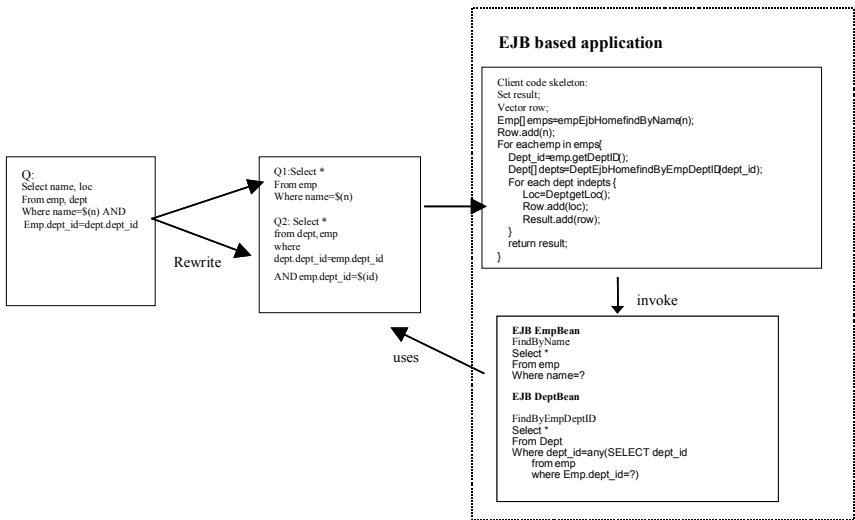 Q:
Select name, loc
From emp, dept
Where name=$(n) AND
Emp.dept_id=dept.dept_id
Rewrite
Q1:Select *
From emp
Where name=$(n)
Q2: Select *
from dept, emp
where
dept.dept_id=emp.dept_id
AND emp.dept_id=$(id)
EJB based application
Client code skeleton:
Set result;
Vector row;
Emp[] emps=empEjbHomefindByName(n);
Row.add(n);
For each emp in emps{
Dept_id=emp.getDeptID();
Dept[] depts=DeptEjbHomefindByEmpDeptID(dept_id);
For each dept indepts {
Loc=DeptgetLoc();
Row.add(loc);
Result.add(row);
}
return result;
}
invoke
uses
EJB EmpBean
FindByName
Select *
From emp
Where name=?
EJB DeptBean
FindByEmpDeptID
Select *
From Dept
Where dept_id=any(SELECT dept_id
from emp
where Emp.dept_id=?)